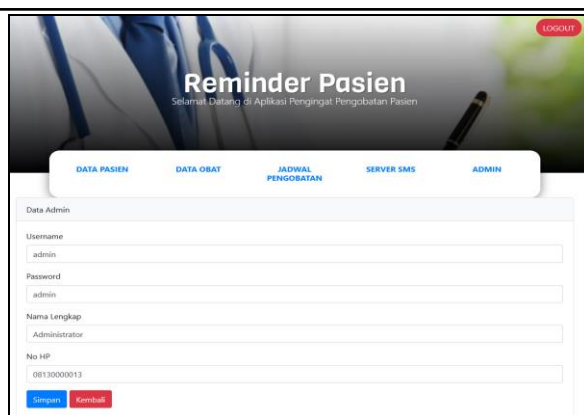 LOGOUT
Reminder Pasien
Selamat Datang di Aplikasi Pengingat Pengobatan Pasien
DATA PASIEN DATA OBAT JADWAL PENGOBATAN SERVER SMS ADMIN
Data Admin
Username
admin
Password
admin
Nama Lengkap
Administrator
No HP
08130000013
Simpan Kembali